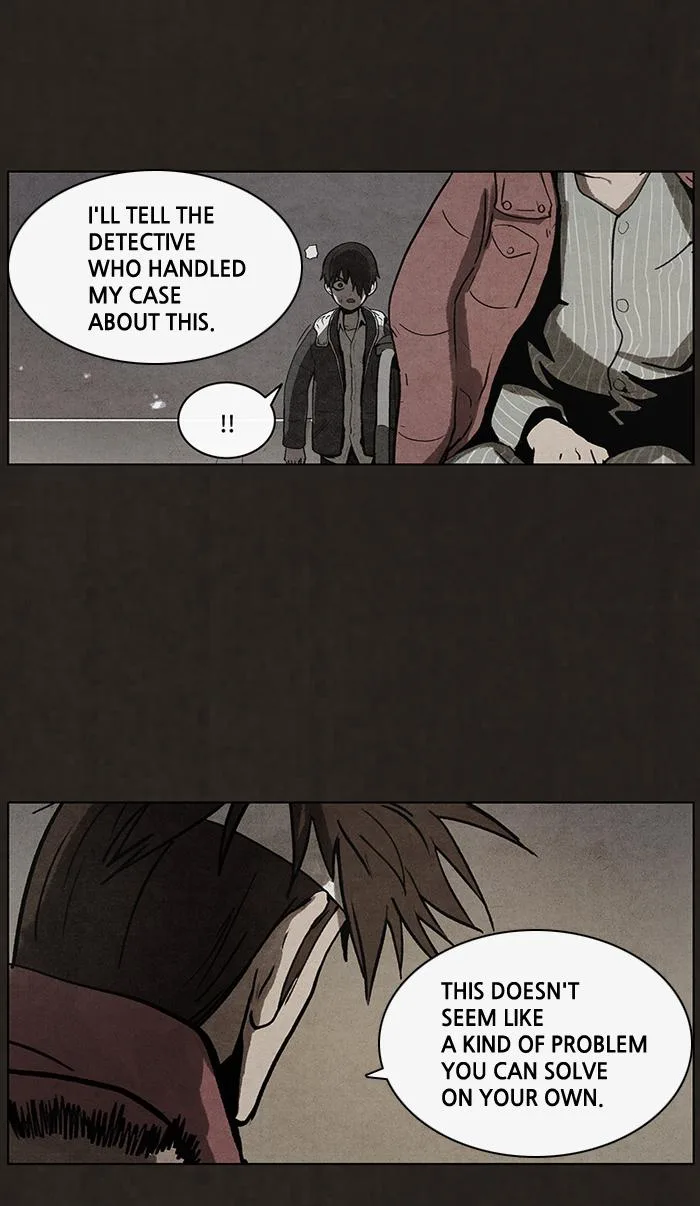 I'LL TELL THE
DETECTIVE
WHO HANDLED
MY CASE
ABOUT THIS.
!!
THIS DOESN'T
SEEM LIKE
A KIND OF PROBLEM
YOU CAN SOLVE
ON YOUR OWN.